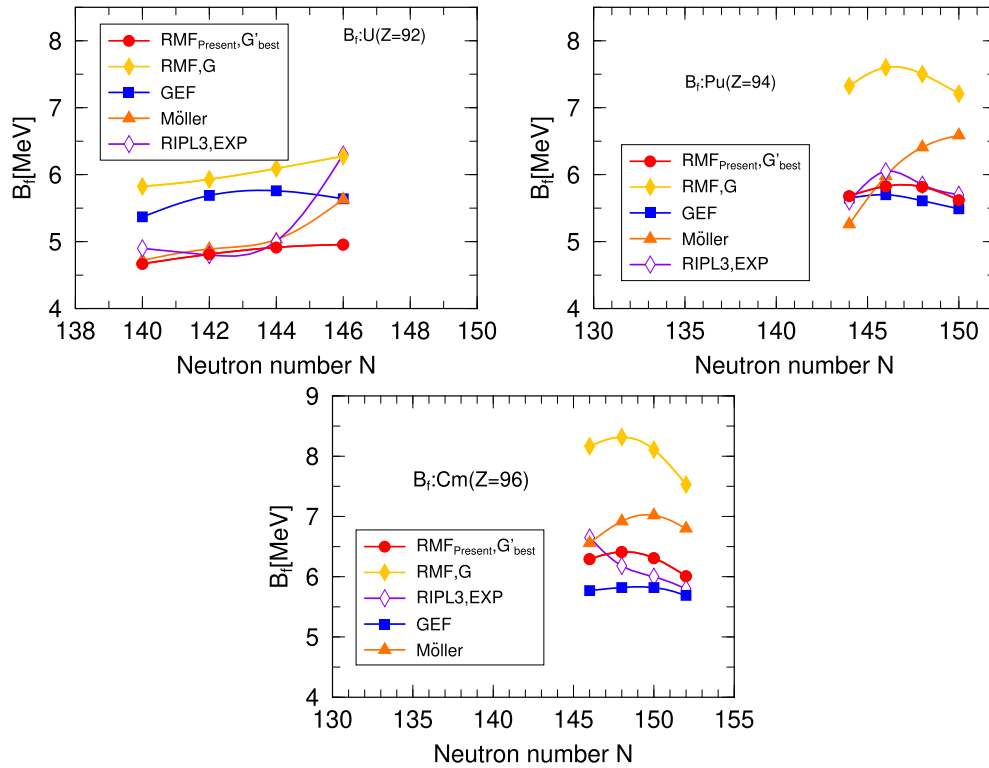 B_f:U(Z=92)
RMF_Present,G'_best
RMF,G
GEF
Möller
RIPL3,EXP
B_f[MeV]
8
7
6
5
4
138 140 142 144 146 148 150
Neutron number N
B_f:Pu(Z=94)
RMF_Present,G'_best
RMF,G
GEF
Möller
RIPL3,EXP
B_f[MeV]
8
7
6
5
4
130 135 140 145 150
Neutron number N
B_f:Cm(Z=96)
RMF_Present,G'_best
RMF,G
RIPL3,EXP
GEF
Möller
B_f[MeV]
9
8
7
6
5
4
130 135 140 145 150 155
Neutron number N